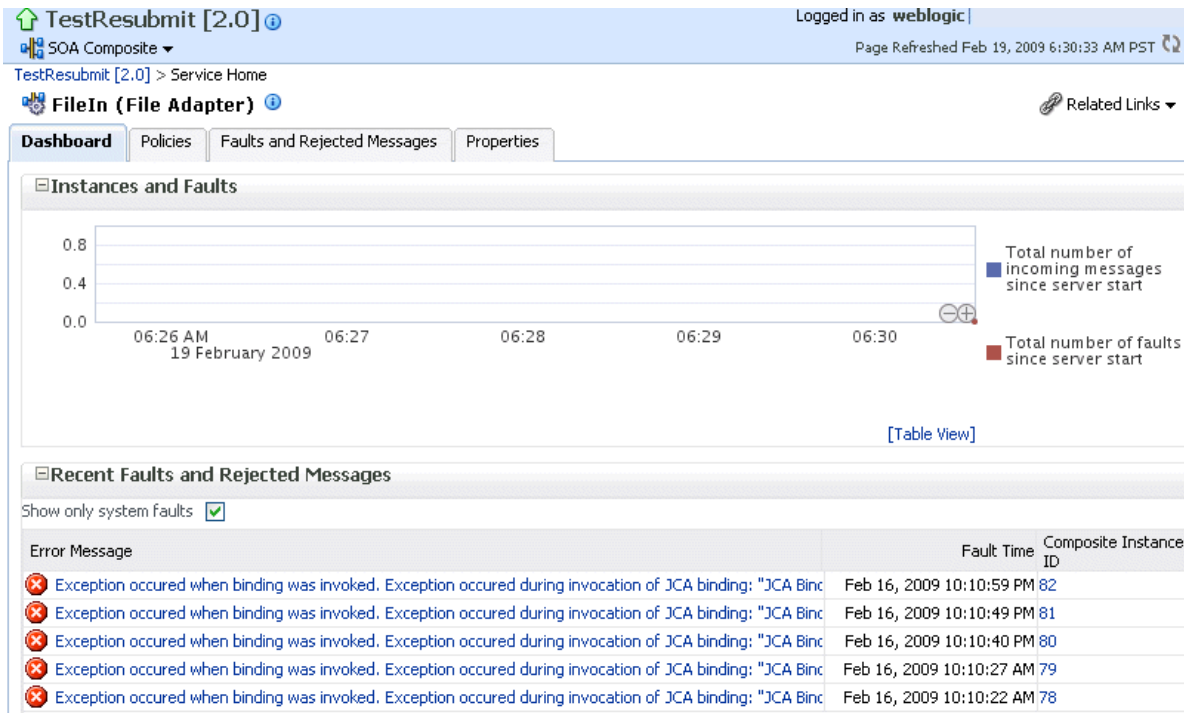 TestResubmit [2.0]
Logged in as weblogic
SOA Composite
Page Refreshed Feb 19, 2009 6:30:33 AM PST
TestResubmit [2.0] > Service Home
FileIn (File Adapter)
Related Links
Dashboard
Policies
Faults and Rejected Messages
Properties
Instances and Faults
0.8
0.4
0.0
06:26 AM
06:27
06:28
06:29
06:30
19 February 2009
Total number of
incoming messages
since server start
Total number of faults
since server start
[Table View]
Recent Faults and Rejected Messages
Show only system faults
Error Message
Fault Time
Composite Instance
ID
Exception occured when binding was invoked. Exception occured during invocation of JCA binding: "JCA Binc Feb 16, 2009 10:10:59 PM 82
Exception occured when binding was invoked. Exception occured during invocation of JCA binding: "JCA Binc Feb 16, 2009 10:10:49 PM 81
Exception occured when binding was invoked. Exception occured during invocation of JCA binding: "JCA Binc Feb 16, 2009 10:10:40 PM 80
Exception occured when binding was invoked. Exception occured during invocation of JCA binding: "JCA Binc Feb 16, 2009 10:10:27 AM 79
Exception occured when binding was invoked. Exception occured during invocation of JCA binding: "JCA Binc Feb 16, 2009 10:10:22 AM 78